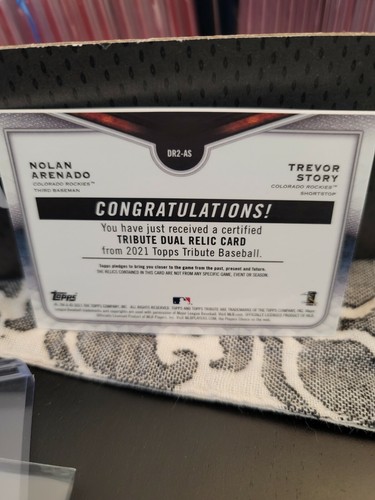 DR2-AS
NOLAN
ARENADO
COLORADO ROCKIES™
THIRD BASEMAN
TREVOR
STORY
COLORADO ROCKIES™
SHORTSTOP
CONGRATULATIONS!
You have just received a certified
TRIBUTE DUAL RELIC CARD
from 2021 Topps Tribute Baseball.
Topps pledges to bring you closer to the game from the past, present and future.
THE RELICS CONTAINED IN THIS CARD ARE NOT FROM ANY SPECIFIC GAME, EVENT OR SEASON.
Topps